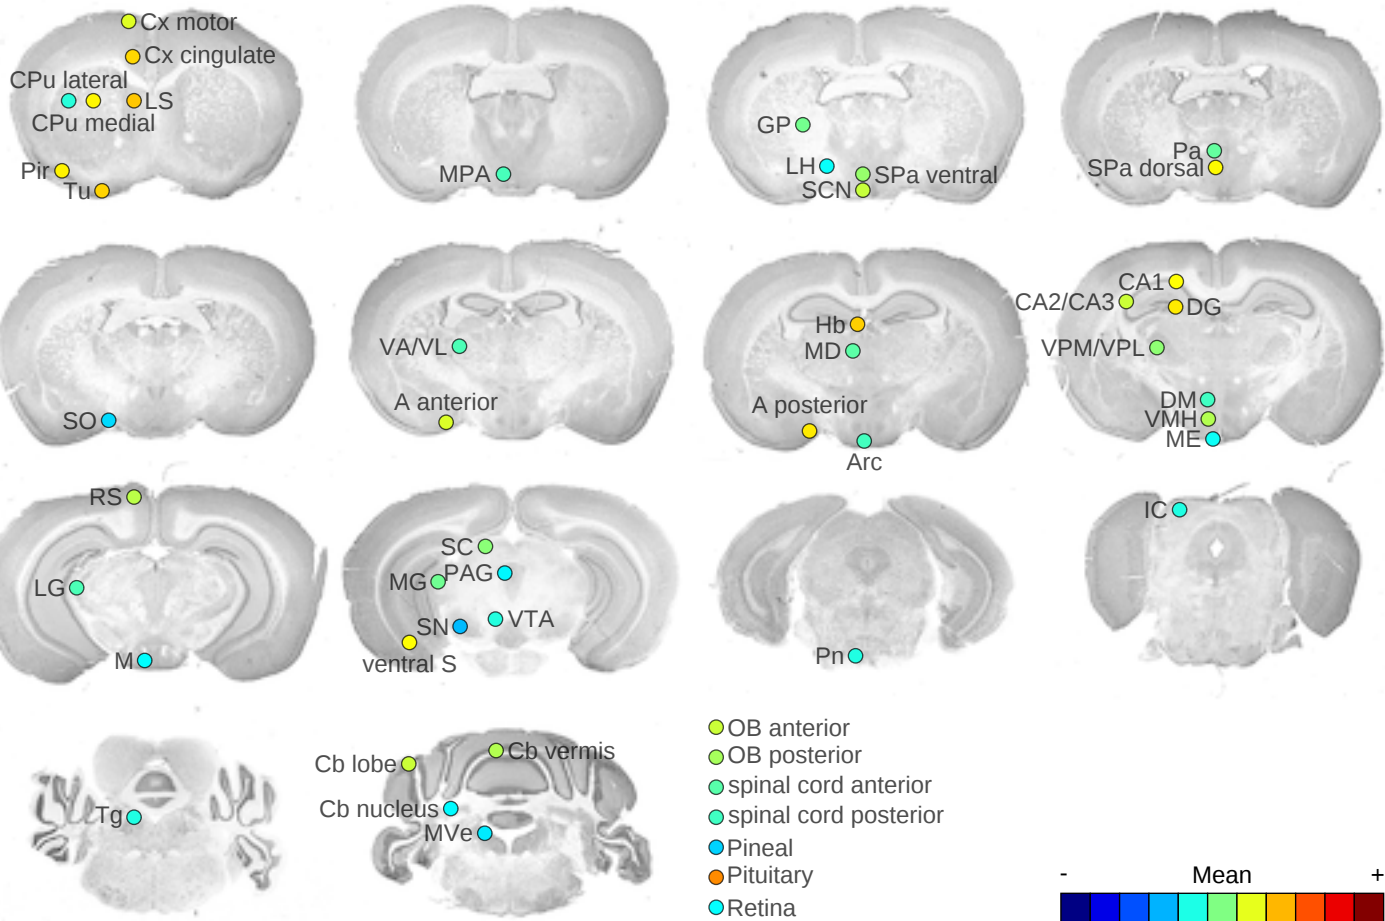 Cx motor
Cx cingulate
CPu lateral
LS
CPu medial
Pir
Tu
MPA
GP
LH
SPa ventral
SCN
Pa
SPa dorsal
SO
VA/VL
A anterior
Hb
MD
A posterior
Arc
CA1
CA2/CA3
DG
VPM/VPL
DM
VMH
ME
RS
LG
M
SC
MG
PAG
SN
VTA
ventral S
Pn
IC
Tg
Cb lobe
Cb vermis
Cb nucleus
MVe
OB anterior
OB posterior
spinal cord anterior
spinal cord posterior
Pineal
Pituitary
Retina
- Mean +